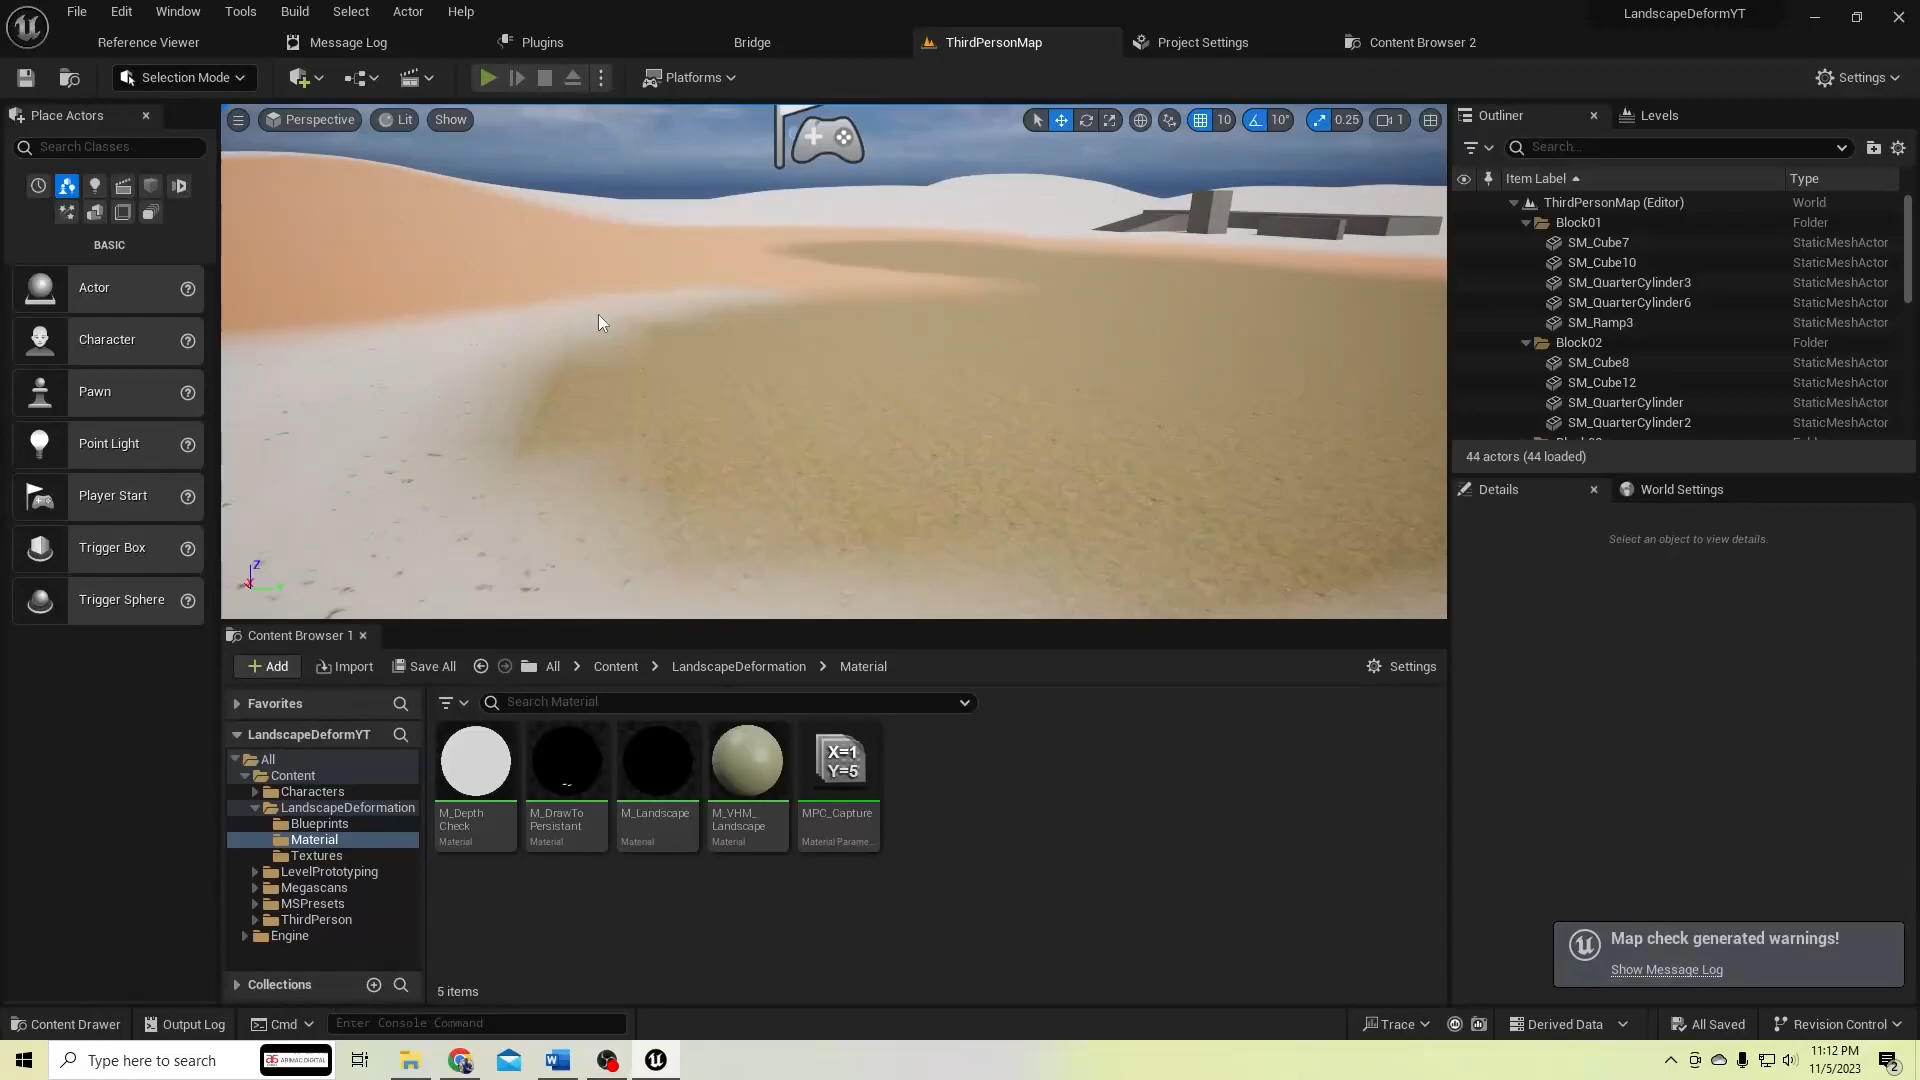 File Edit Window Tools Build Select Actor Help
LandscapeDeformYT
Reference Viewer Message Log Plugins Bridge ThirdPersonMap Project Settings Content Browser 2
Selection Mode Platforms Settings
Place Actors
Search Classes
BASIC
Actor
Character
Pawn
Point Light
Player Start
Trigger Box
Trigger Sphere
Perspective Lit Show
10 10° 0.25 1
Z
Outliner Levels
Search...
Item Label Type
ThirdPersonMap (Editor) World
Block01 Folder
SM_Cube7 StaticMeshActor
SM_Cube10 StaticMeshActor
SM_QuarterCylinder3 StaticMeshActor
SM_QuarterCylinder6 StaticMeshActor
SM_Ramp3 StaticMeshActor
Block02 Folder
SM_Cube8 StaticMeshActor
SM_Cube12 StaticMeshActor
SM_QuarterCylinder StaticMeshActor
SM_QuarterCylinder2 StaticMeshActor
44 actors (44 loaded)
Details World Settings
Select an object to view details.
Content Browser 1
Add Import Save All All Content LandscapeDeformation Material Settings
Favorites
Search Material
LandscapeDeformYT
All
Content
Characters
LandscapeDeformation
Blueprints
Material
Textures
LevelPrototyping
Megascans
MSPresets
ThirdPerson
Engine
Collections
M_Depth
Check
Material
M_DrawTo
Persistant
Material
M_Landscape
Material
M_VHM_
Landscape
Material
X=1
Y=5
MPC_Capture
Material Parame...
5 items
Map check generated warnings!
Show Message Log
Content Drawer Output Log Cmd Enter Console Command Trace Derived Data All Saved Revision Control
Type here to search
ARIMAC DIGITAL
11:12 PM
11/5/2023
2